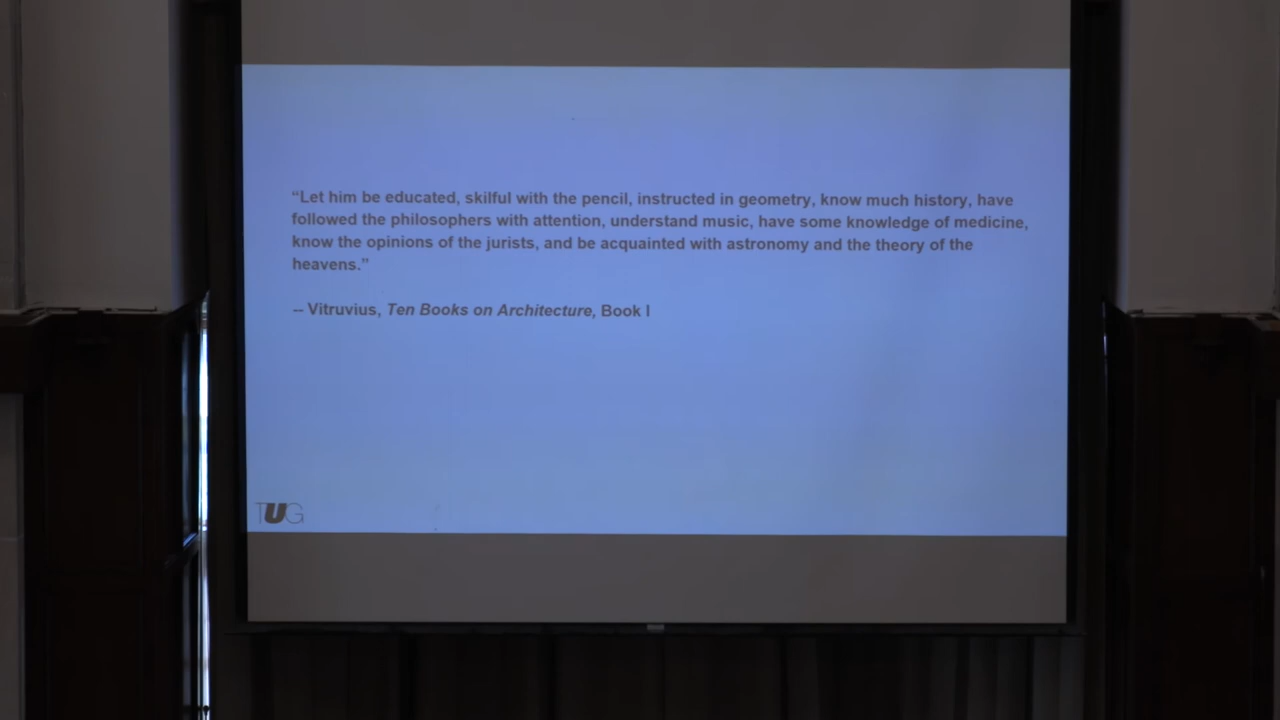 “Let him be educated, skilful with the pencil, instructed in geometry, know much history, have
followed the philosophers with attention, understand music, have some knowledge of medicine,
know the opinions of the jurists, and be acquainted with astronomy and the theory of the
heavens.”
-- Vitruvius, Ten Books on Architecture, Book I
TUG